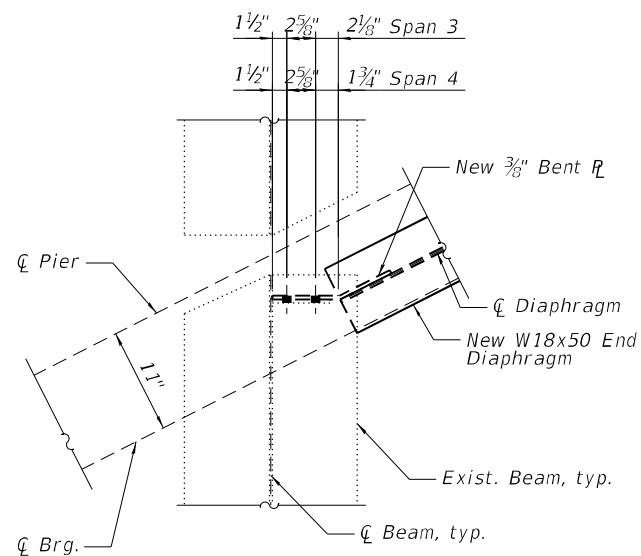 1½" 2⅝" 2⅛" Span 3
1½" 2⅝" 1¾" Span 4
New ⅜" Bent ⅊
℄ Pier
℄ Diaphragm
New W18x50 End
Diaphragm
11"
Exist. Beam, typ.
℄ Beam, typ.
℄ Brg.